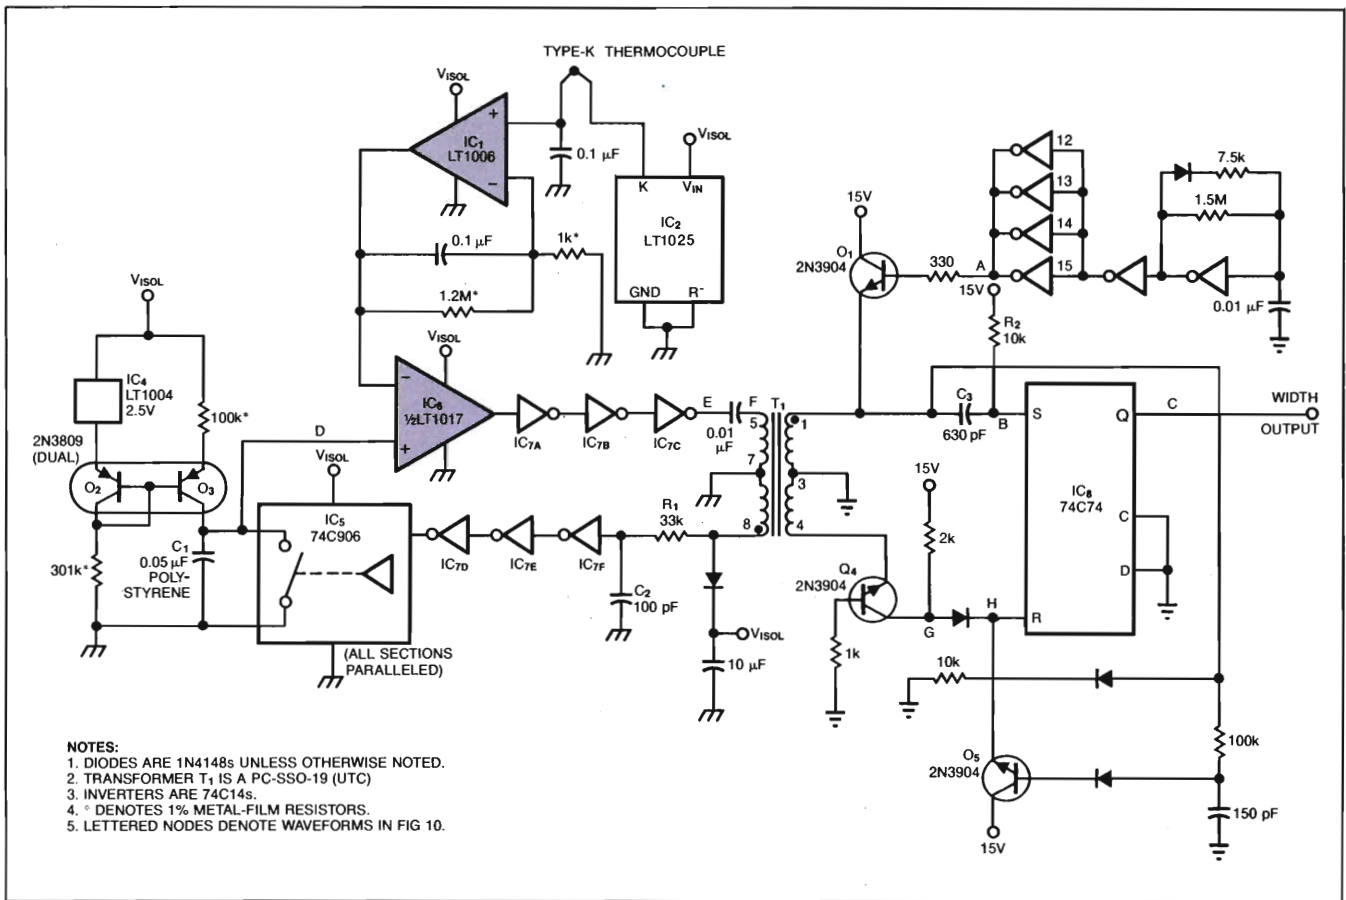 TYPE-K THERMOCOUPLE
VISOL
+
IC1
LT1006
−
0.1 µF
VISOL
K
VIN
IC2
LT1025
GND
R−
0.1 µF
1k*
1.2M*
VISOL
IC4
LT1004
2.5V
100k*
2N3809
(DUAL)
Q2
Q3
301k*
C1
0.05 µF
POLY-
STYRENE
D
VISOL
−
IC6
½LT1017
+
VISOL
IC5
74C906
(ALL SECTIONS
PARALLELED)
IC7A
IC7B
IC7C
E
F
0.01
µF
T1
5
7
8
1
3
4
IC7D
IC7E
IC7F
R1
33k
C2
100 pF
VISOL
10 µF
15V
Q1
2N3904
330
A
12
13
14
15
7.5k
1.5M
0.01 µF
15V
R2
10k
C3
630 pF
B
S
Q
C
WIDTH
OUTPUT
IC8
74C74
C
D
R
15V
2k
Q4
2N3904
G
H
1k
10k
100k
Q5
2N3904
15V
150 pF
NOTES:
1. DIODES ARE 1N4148s UNLESS OTHERWISE NOTED.
2. TRANSFORMER T1 IS A PC-SSO-19 (UTC)
3. INVERTERS ARE 74C14s.
4. * DENOTES 1% METAL-FILM RESISTORS.
5. LETTERED NODES DENOTE WAVEFORMS IN FIG 10.